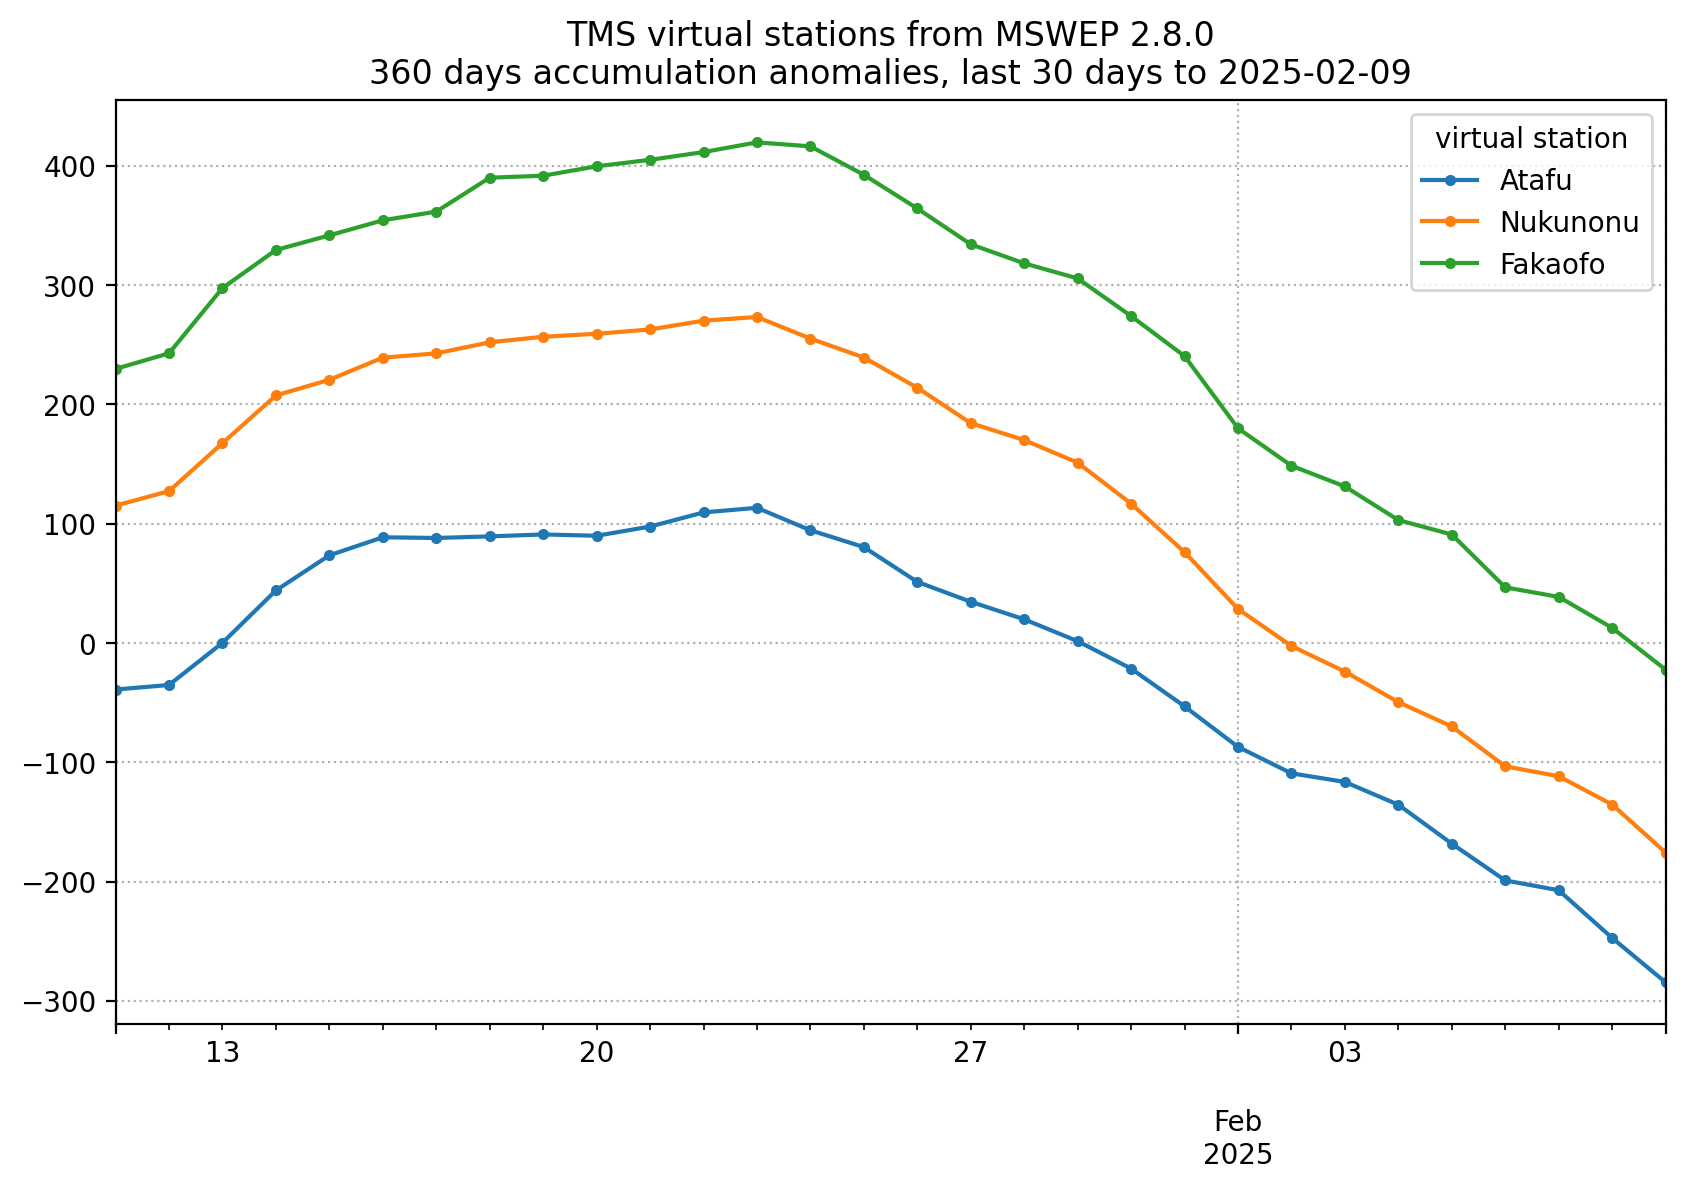 TMS virtual stations from MSWEP 2.8.0
360 days accumulation anomalies, last 30 days to 2025-02-09
virtual station
Atafu
Nukunonu
Fakaofo
400
300
200
100
0
−100
−200
−300
13
20
27
03
Feb
2025